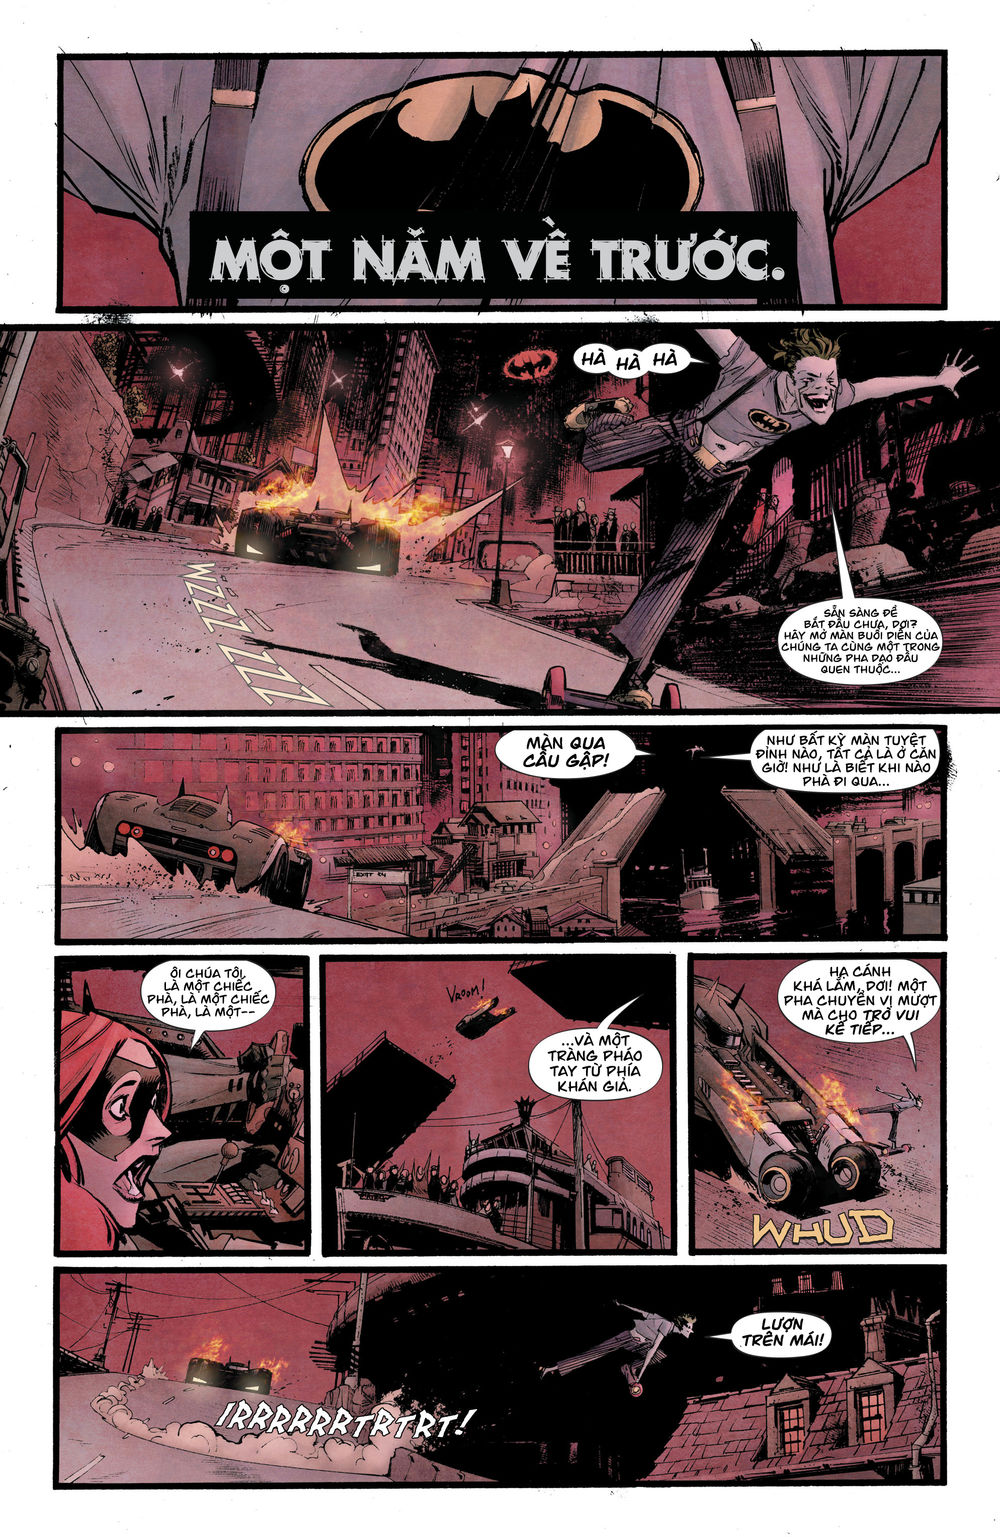 MỘT NĂM VỀ TRƯỚC.
HÀ
HÀ
HÀ
WZZZ
ZZZ
SẴN SÀNG ĐỂ
BẮT ĐẦU CHƯA, DƠI?
HÃY MỞ MÀN BUỔI DIỄN CỦA
CHÚNG TA CÙNG MỘT TRONG
NHỮNG PHA DẠO ĐẦU
QUEN THUỘC...
MÀN QUA
CẦU GẬP!
NHƯ BẤT KỲ MÀN TUYỆT
ĐỈNH NÀO, TẤT CẢ LÀ Ở CĂN
GIỜ! NHƯ LÀ BIẾT KHI NÀO
PHÀ ĐI QUA...
EXIT
ÔI CHÚA TÔI,
LÀ MỘT CHIẾC
PHÀ, LÀ MỘT CHIẾC
PHÀ, LÀ MỘT--
VROOM!
...VÀ MỘT
TRÀNG PHÁO
TAY TỪ PHÍA
KHÁN GIẢ.
HẠ CÁNH
KHÁ LẮM, DƠI! MỘT
PHA CHUYỂN VỊ MƯỢT
MÀ CHO TRÒ VUI
KẾ TIẾP...
WHUD
LƯỢN
TRÊN MÁI!
IRRRRRRTRTRT!